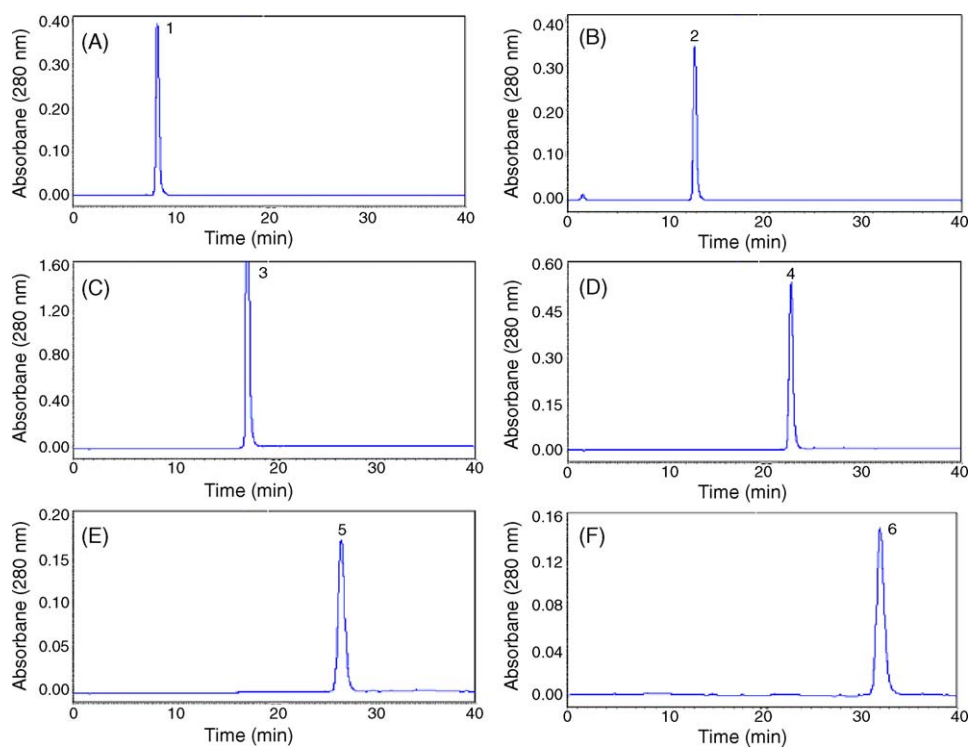 (A)
1
0.40
0.30
0.20
0.10
0.00
Absorbane (280 nm)
0 10 20 30 40
Time (min)
(B)
2
0.40
0.30
0.20
0.10
0.00
Absorbane (280 nm)
0 10 20 30 40
Time (min)
(C)
3
1.60
1.20
0.80
0.40
0.00
Absorbane (280 nm)
0 10 20 30 40
Time (min)
(D)
4
0.60
0.45
0.30
0.15
0.00
Absorbane (280 nm)
0 10 20 30 40
Time (min)
(E)
5
0.20
0.15
0.10
0.05
0.00
Absorbane (280 nm)
0 10 20 30 40
Time (min)
(F)
6
0.16
0.12
0.08
0.04
0.00
Absorbane (280 nm)
0 10 20 30 40
Time (min)